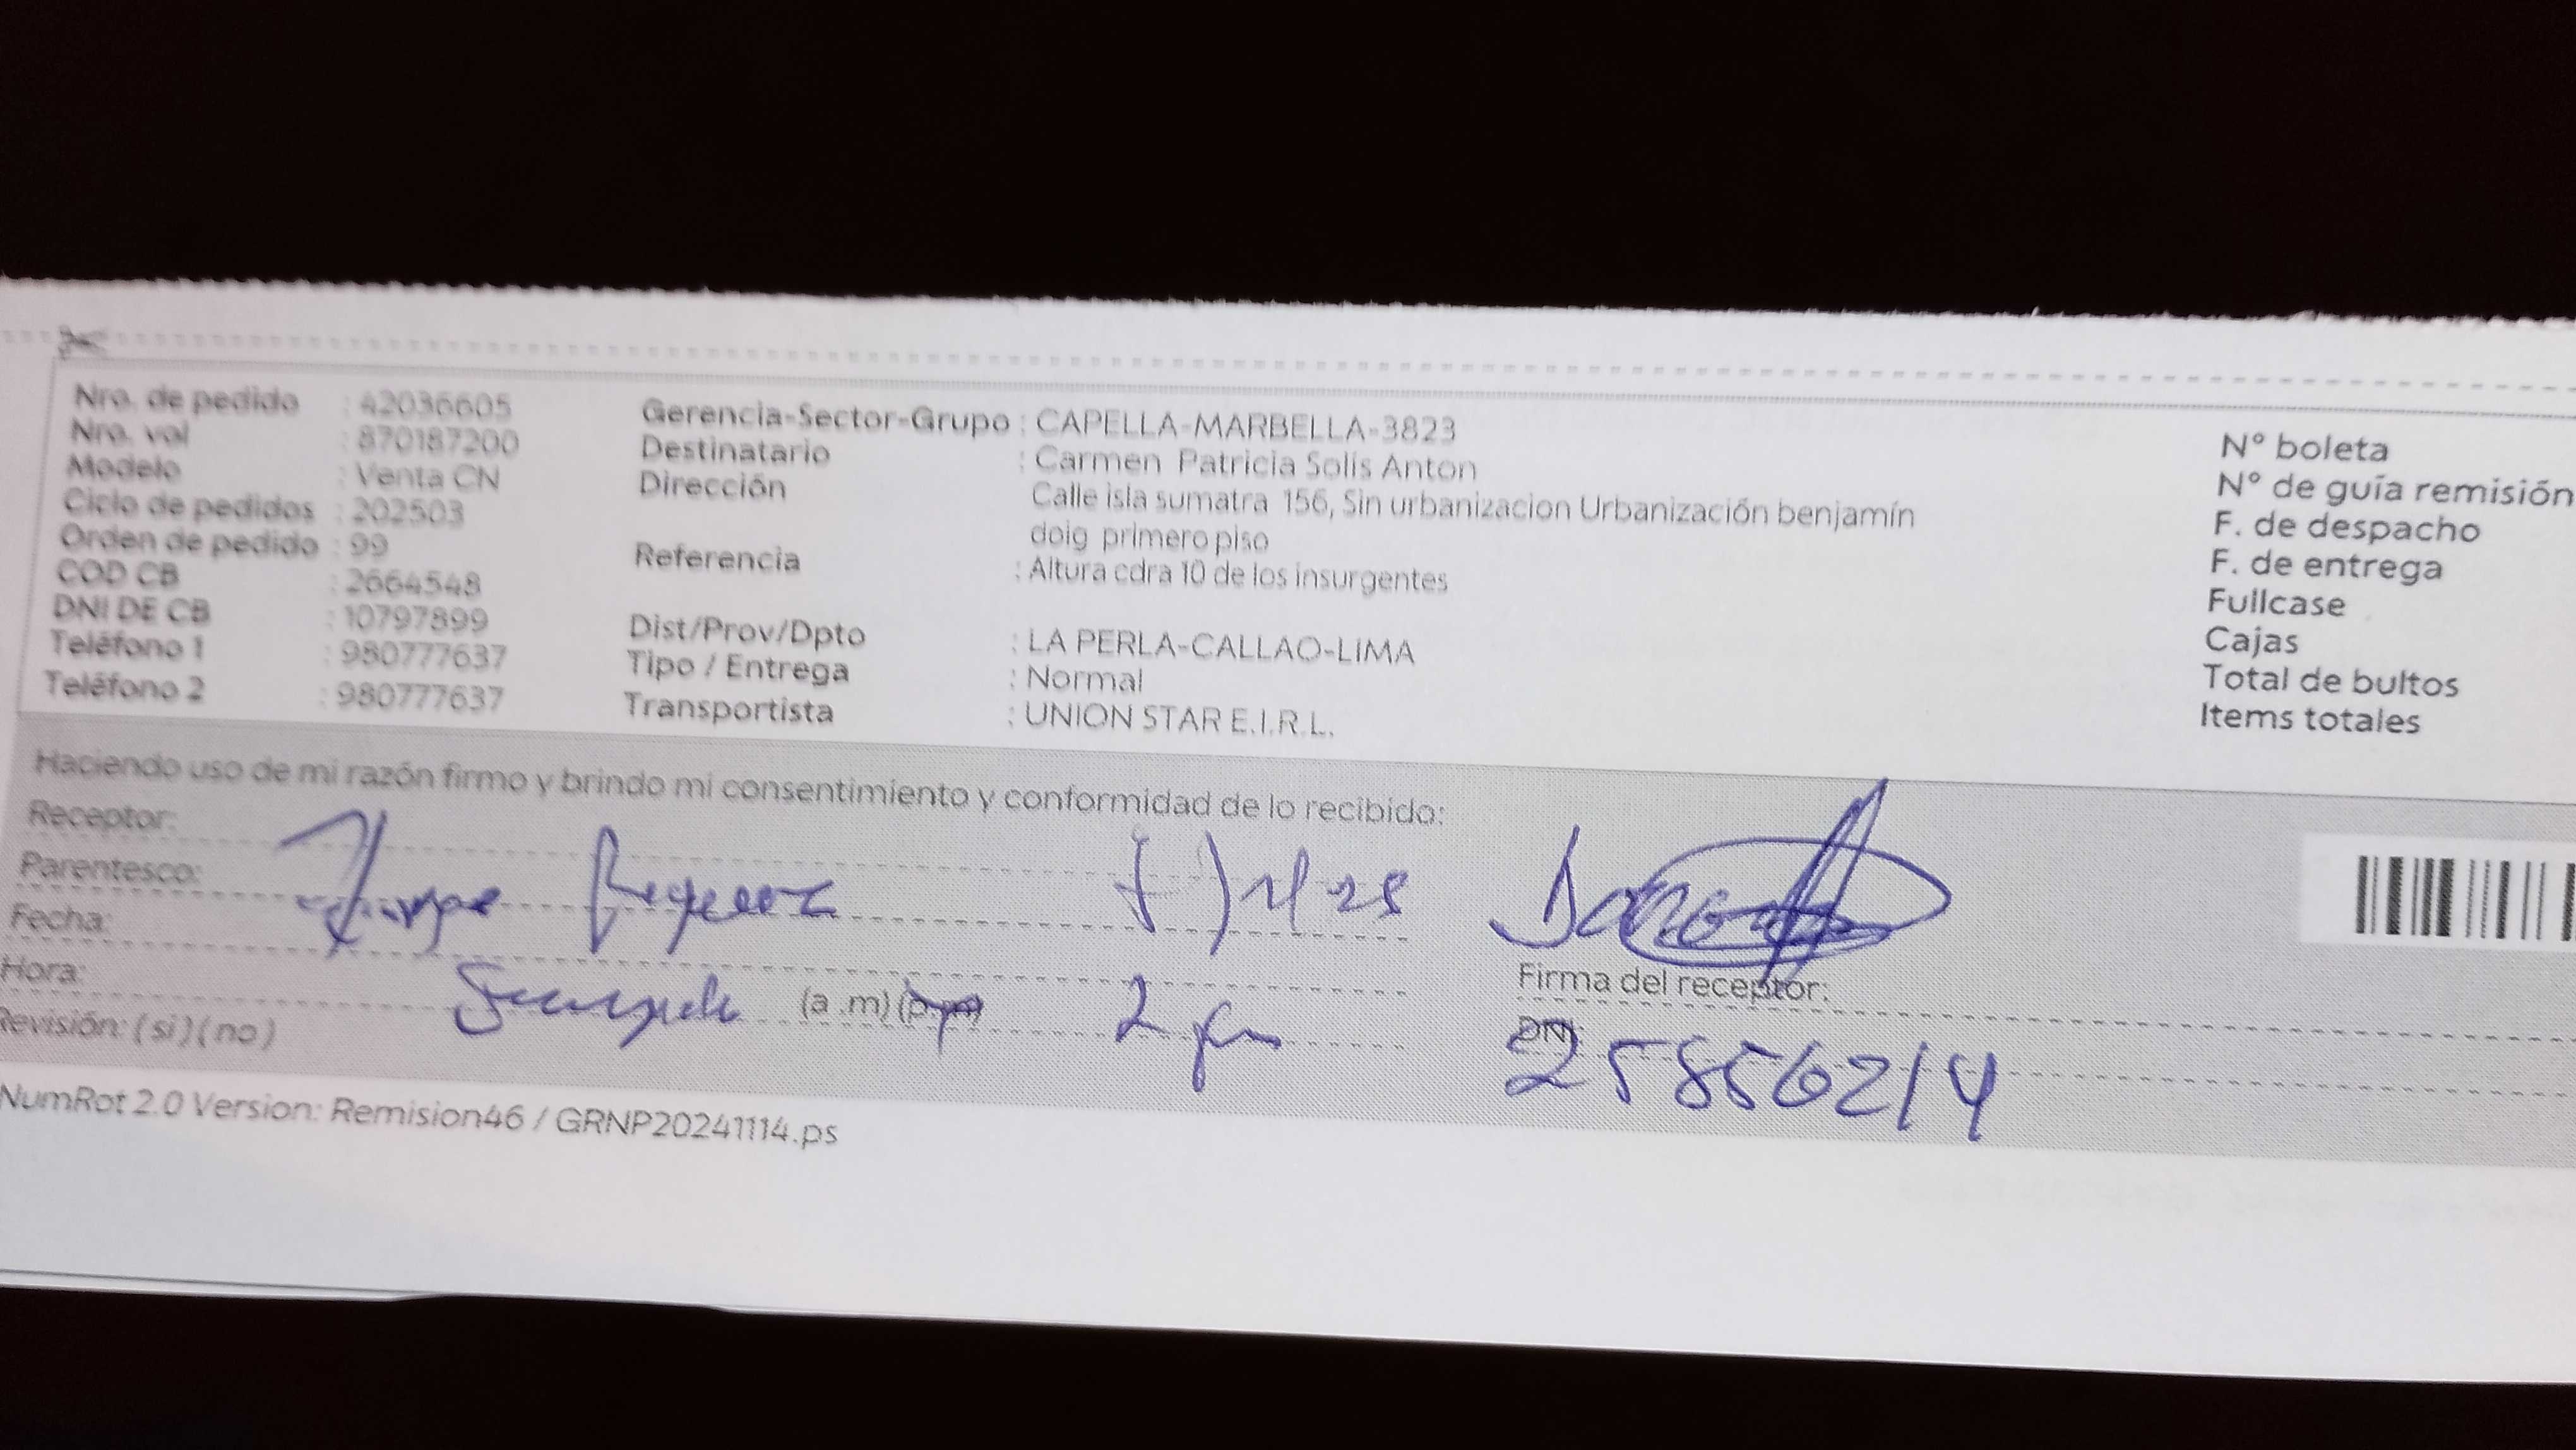 Nro. de pedido : 42036605
Nro. vol : 870187200
Modelo : Venta CN
Ciclo de pedidos : 202503
Orden de pedido : 99
COD CB : 2664548
DNI DE CB : 10797899
Teléfono 1 : 980777637
Teléfono 2 : 980777637
Gerencia-Sector-Grupo : CAPELLA-MARBELLA-3823
Destinatario : Carmen Patricia Solis Anton
Dirección Calle isla sumatra 156, Sin urbanizacion Urbanización benjamín
doig primero piso
Referencia : Altura cdra 10 de los insurgentes
Dist/Prov/Dpto : LA PERLA-CALLAO-LIMA
Tipo / Entrega : Normal
Transportista : UNION STAR E.I.R.L.
N° boleta
N° de guía remisión
F. de despacho
F. de entrega
Fullcase
Cajas
Total de bultos
Items totales
Haciendo uso de mi razón firmo y brindo mi consentimiento y conformidad de lo recibido:
Receptor:
Parentesco:
Fecha:
Hora: (a .m) (p.m)
2 pm
Revisión: ( si ) ( no )
Firma del receptor:
DNI:
25856214
NumRot 2.0 Version: Remision46 / GRNP20241114.ps